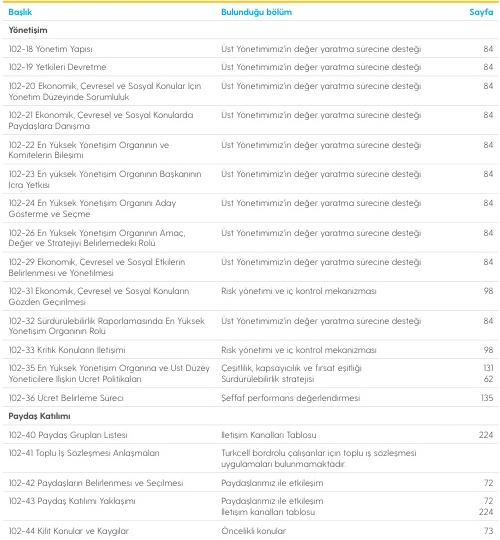 Başlık Bulunduğu bölüm Sayfa
Yönetişim
102-18 Yönetim Yapısı Üst Yönetimimiz'in değer yaratma sürecine desteği 84
102-19 Yetkileri Devretme Üst Yönetimimiz'in değer yaratma sürecine desteği 84
102-20 Ekonomik, Çevresel ve Sosyal Konular İçin Üst Yönetimimiz'in değer yaratma sürecine desteği 84
Yönetim Düzeyinde Sorumluluk
102-21 Ekonomik, Çevresel ve Sosyal Konularda Üst Yönetimimiz'in değer yaratma sürecine desteği 84
Paydaşlara Danışma
102-22 En Yüksek Yönetişim Organının ve Üst Yönetimimiz'in değer yaratma sürecine desteği 84
Komitelerin Bileşimi
102-23 En yüksek Yönetişim Organının Başkanının Üst Yönetimimiz'in değer yaratma sürecine desteği 84
İcra Yetkisi
102-24 En Yüksek Yönetişim Organını Aday Üst Yönetimimiz'in değer yaratma sürecine desteği 84
Gösterme ve Seçme
102-26 En Yüksek Yönetişim Organının Amaç, Üst Yönetimimiz'in değer yaratma sürecine desteği 84
Değer ve Stratejiyi Belirlemedeki Rolü
102-29 Ekonomik, Çevresel ve Sosyal Etkilerin Üst Yönetimimiz'in değer yaratma sürecine desteği 84
Belirlenmesi ve Yönetilmesi
102-31 Ekonomik, Çevresel ve Sosyal Konuların Risk yönetimi ve iç kontrol mekanizması 98
Gözden Geçirilmesi
102-32 Sürdürülebilirlik Raporlamasında En Yüksek Üst Yönetimimiz'in değer yaratma sürecine desteği 84
Yönetişim Organının Rolü
102-33 Kritik Konuların İletişimi Risk yönetimi ve iç kontrol mekanizması 98
102-35 En Yüksek Yönetişim Organına ve Üst Düzey Çeşitlilik, kapsayıcılık ve fırsat eşitliği 131
Yöneticilere İlişkin Ücret Politikaları Sürdürülebilirlik stratejisi 62
102-36 Ücret Belirleme Süreci Şeffaf performans değerlendirmesi 135
Paydaş Katılımı
102-40 Paydaş Grupları Listesi İletişim Kanalları Tablosu 224
102-41 Toplu İş Sözleşmesi Anlaşmaları Turkcell bordrolu çalışanlar için toplu iş sözleşmesi
uygulamaları bulunmamaktadır.
102-42 Paydaşların Belirlenmesi ve Seçilmesi Paydaşlarımız ile etkileşim 72
102-43 Paydaş Katılımı Yaklaşımı Paydaşlarımız ile etkileşim 72
İletişim kanalları tablosu 224
102-44 Kilit Konular ve Kaygılar Öncelikli konular 73